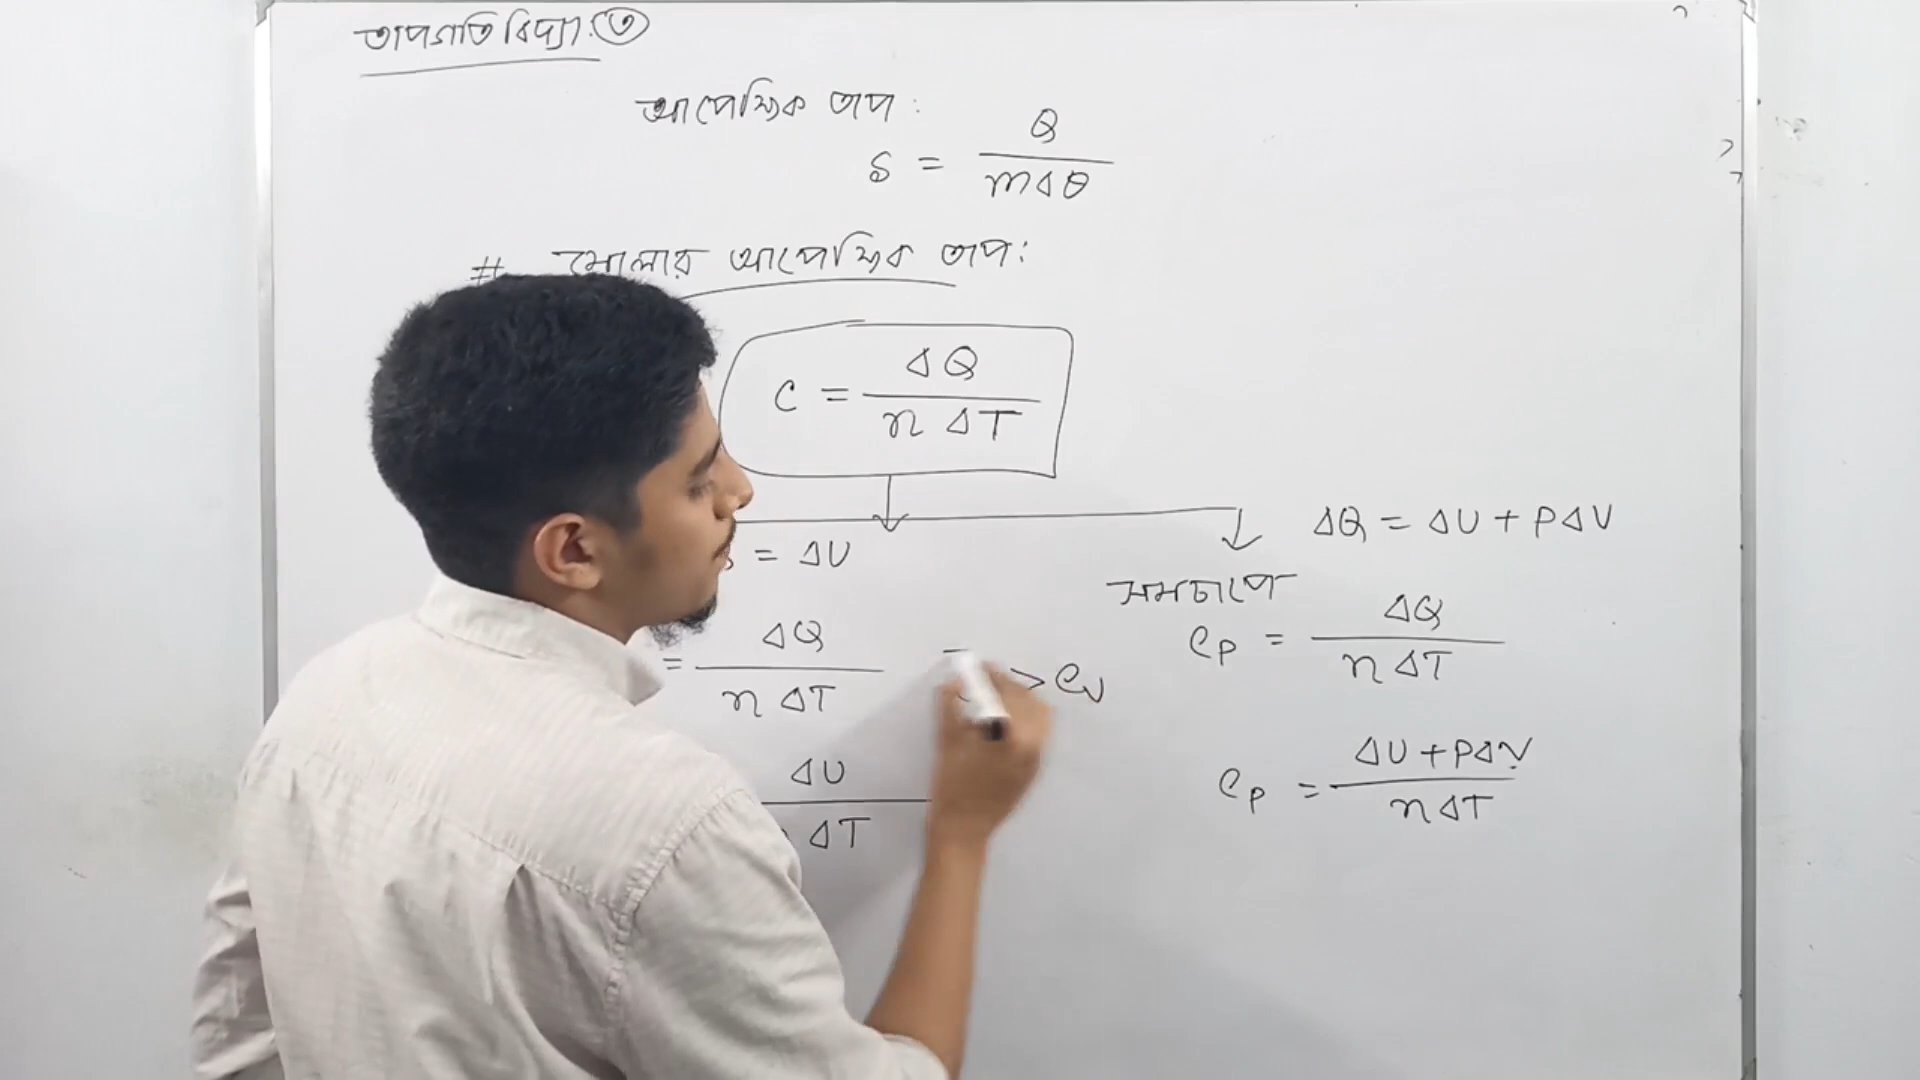 তাপগতিবিদ্যা: ৩
আপেক্ষিক তাপ :
S = Q / mΔθ
# মোলার আপেক্ষিক তাপ:
C = ΔQ / n ΔT
= ΔU
= ΔQ / n ΔT
ΔU / ΔT
> Cv
ΔQ = ΔU + PΔV
সমচাপে
Cp = ΔQ / n ΔT
Cp = ΔU + PΔV / nΔT